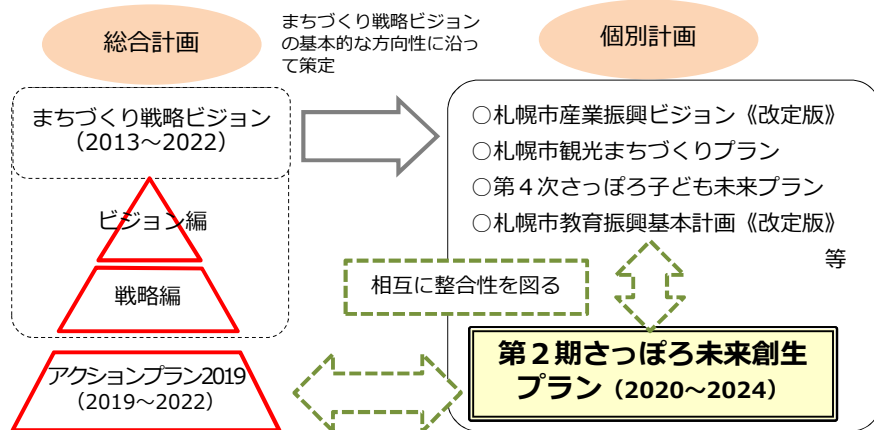 総合計画
まちづくり戦略ビジョン
の基本的な方向性に沿っ
て策定
個別計画
まちづくり戦略ビジョン
（2013～2022）
ビジョン編
戦略編
アクションプラン2019
（2019～2022）
○札幌市産業振興ビジョン《改定版》
○札幌市観光まちづくりプラン
○第４次さっぽろ子ども未来プラン
○札幌市教育振興基本計画《改定版》
等
相互に整合性を図る
第２期さっぽろ未来創生
プラン（2020～2024）